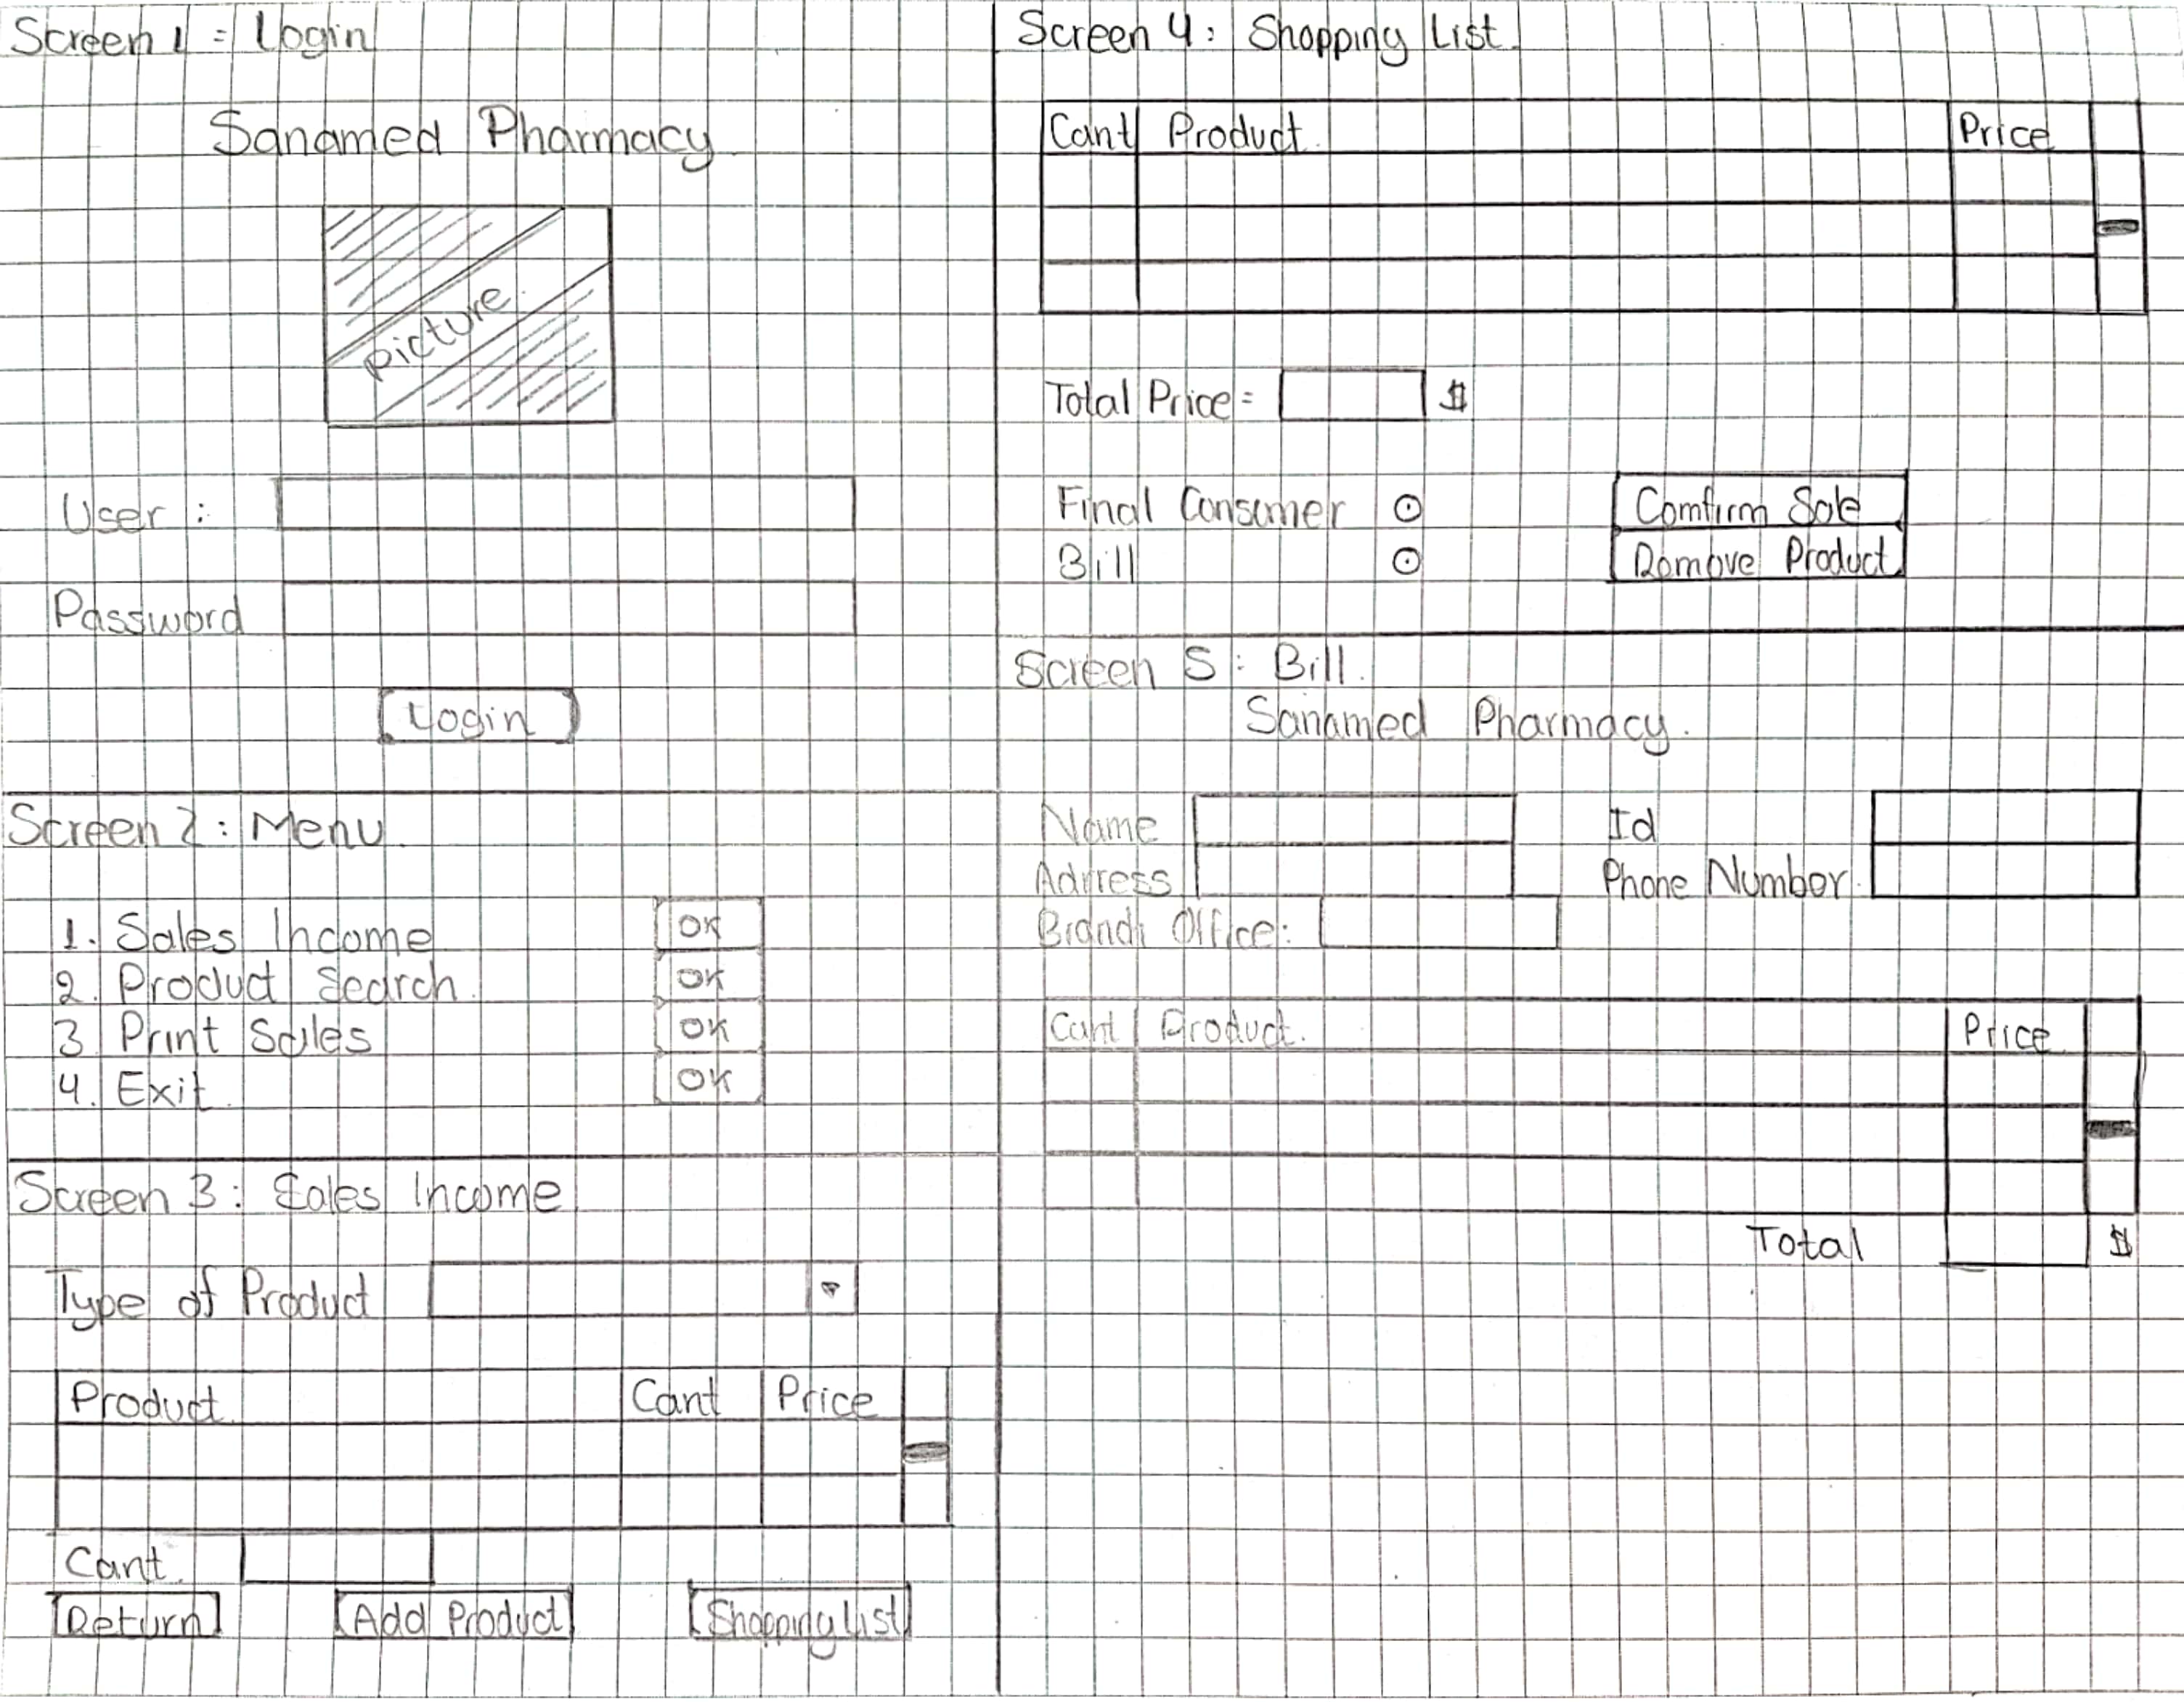 Screen 1 = Login
Sanamed Pharmacy
Picture
User :
Password
Login
Screen 2: Menu
1. Sales Income OK
2. Product Search OK
3 Print Sales OK
4. Exit OK
Screen 3: Sales Income
Type of Product
Product Cant Price
Cant.
Return Add Product Shopping list
Screen 4: Shopping List
Cant Product Price
Total Price = $
Final Consumer
Comfirm Sale
Bill
Remove Product
Screen 5: Bill.
Sanamed Pharmacy.
Name Id
Adrress Phone Number
Branch Office:
Cant Product. Price
Total $